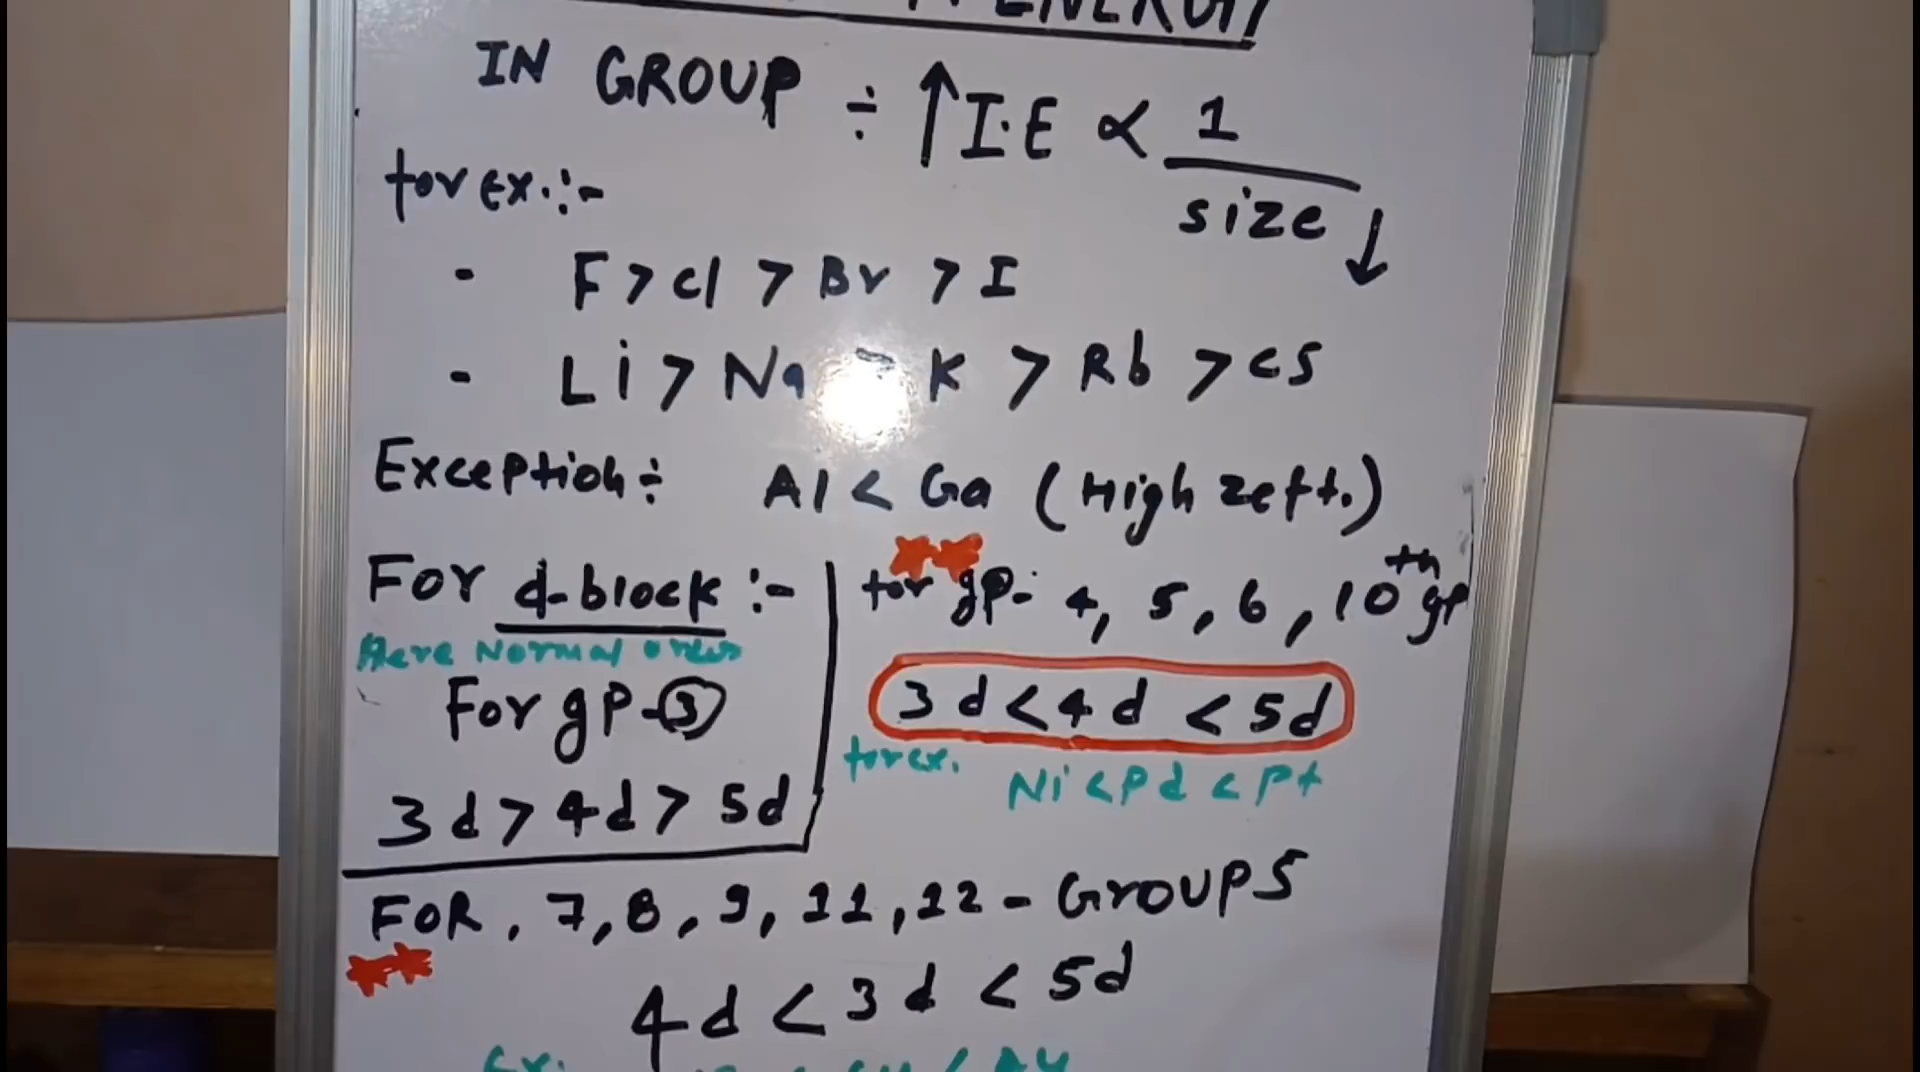 ENERGY
IN GROUP ÷ ↑I.E ∝ 1/size ↓
for ex.:-
- F > Cl > Br > I
- Li > Na > K > Rb > CS
Exception ÷ Al < Ga (High zeff.)
For d-block :-
Here Normal order
For gp-③
3d > 4d > 5d
for gp- 4, 5, 6, 10th gp
3d < 4d < 5d
for ex. Ni < Pd < Pt
FOR, 7, 8, 9, 11, 12 - GroupS
4d < 3d < 5d
Ex.